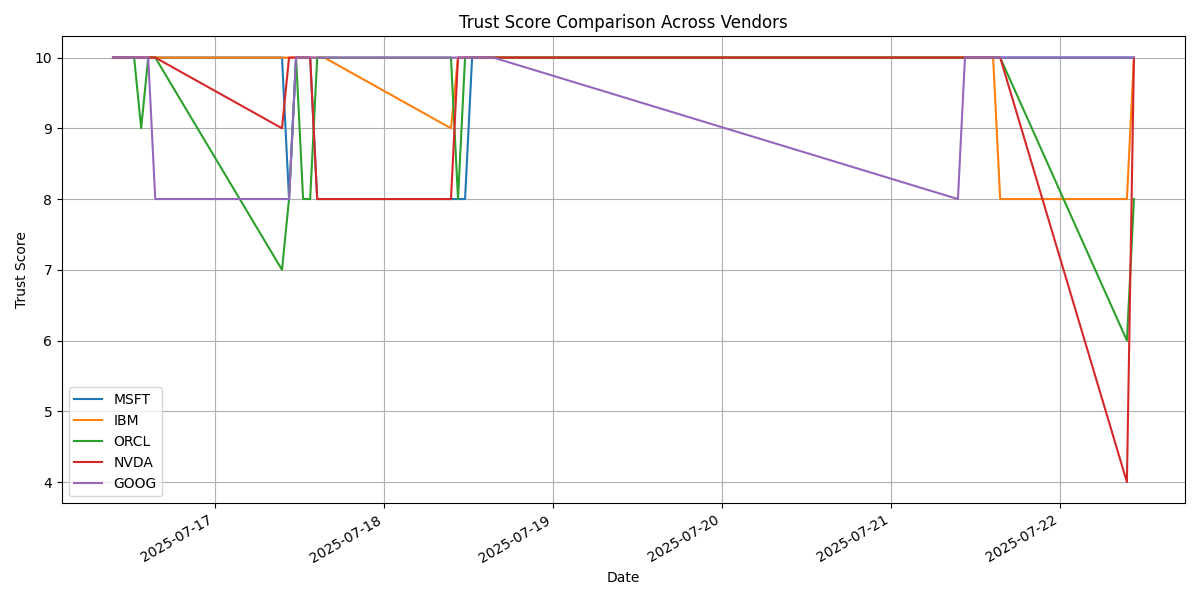 Trust Score Comparison Across Vendors
Trust Score
10
9
8
7
6
5
4
MSFT
IBM
ORCL
NVDA
GOOG
2025-07-17
2025-07-18
2025-07-19
2025-07-20
2025-07-21
2025-07-22
Date